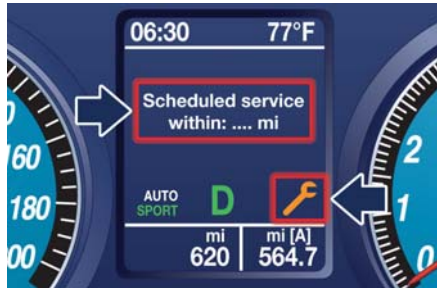 06:30 77°F
Scheduled service
within: .... mi
160
180
AUTO
SPORT
D
mi mi [A]
620 564.7
2
1
0